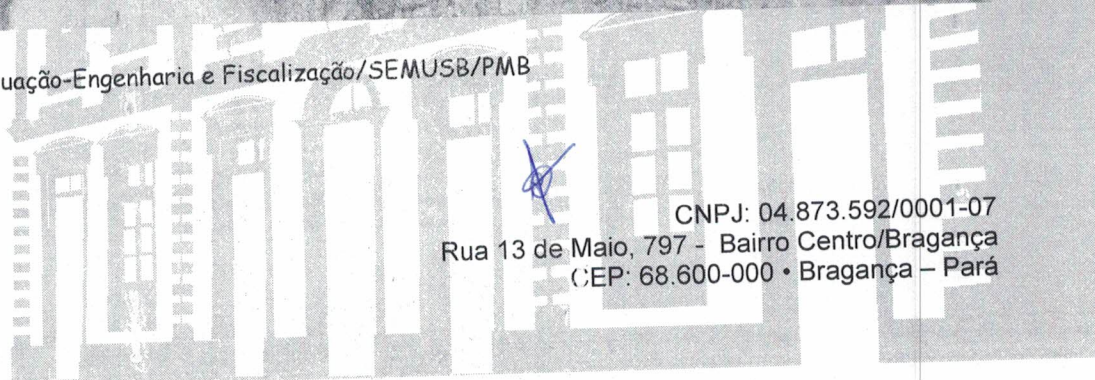 uação-Engenharia e Fiscalização/SEMUSB/PMB
CNPJ: 04.873.592/0001-07
Rua 13 de Maio, 797 - Bairro Centro/Bragança
CEP: 68.600-000 • Bragança – Pará